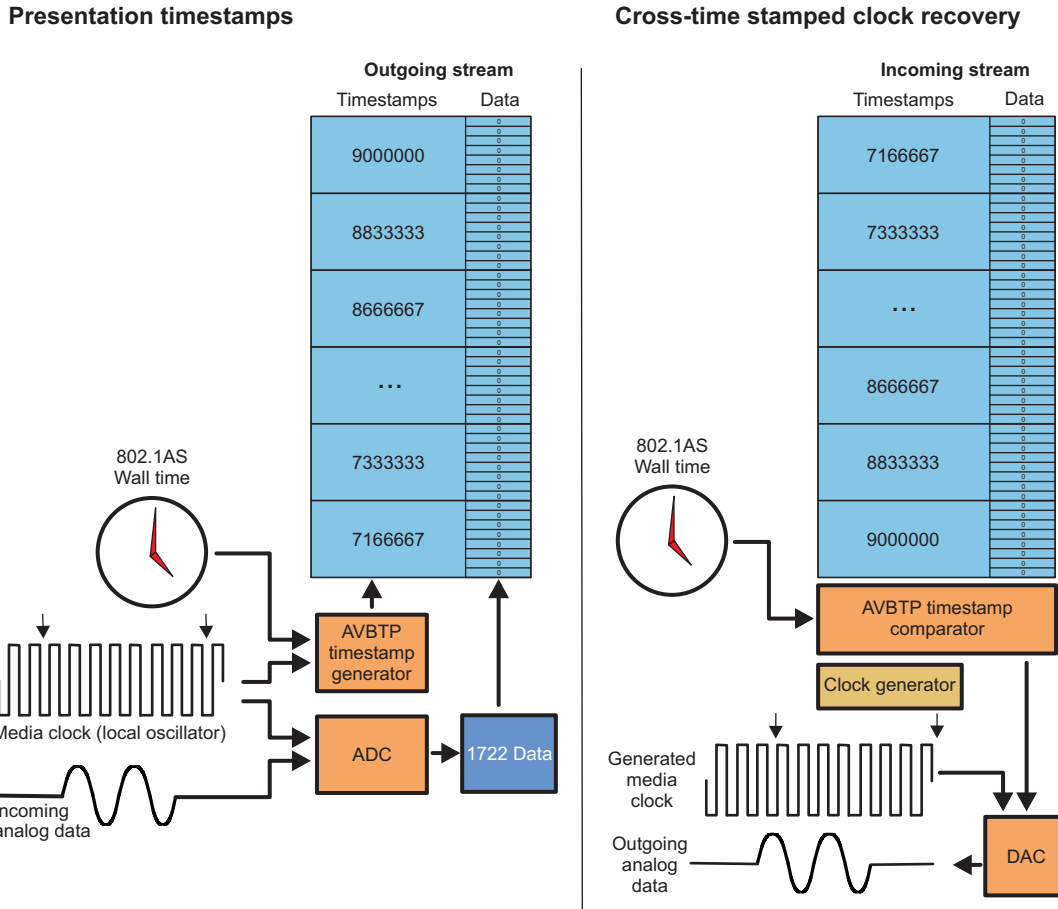 Presentation timestamps
Outgoing stream
Timestamps Data
9000000
8833333
8666667
...
7333333
7166667
802.1AS
Wall time
AVBTP
timestamp
generator
Media clock (local oscillator)
ADC
1722 Data
Incoming
analog data
Cross-time stamped clock recovery
Incoming stream
Timestamps Data
7166667
7333333
...
8666667
8833333
9000000
802.1AS
Wall time
AVBTP timestamp
comparator
Clock generator
Generated
media
clock
Outgoing
analog
data
DAC